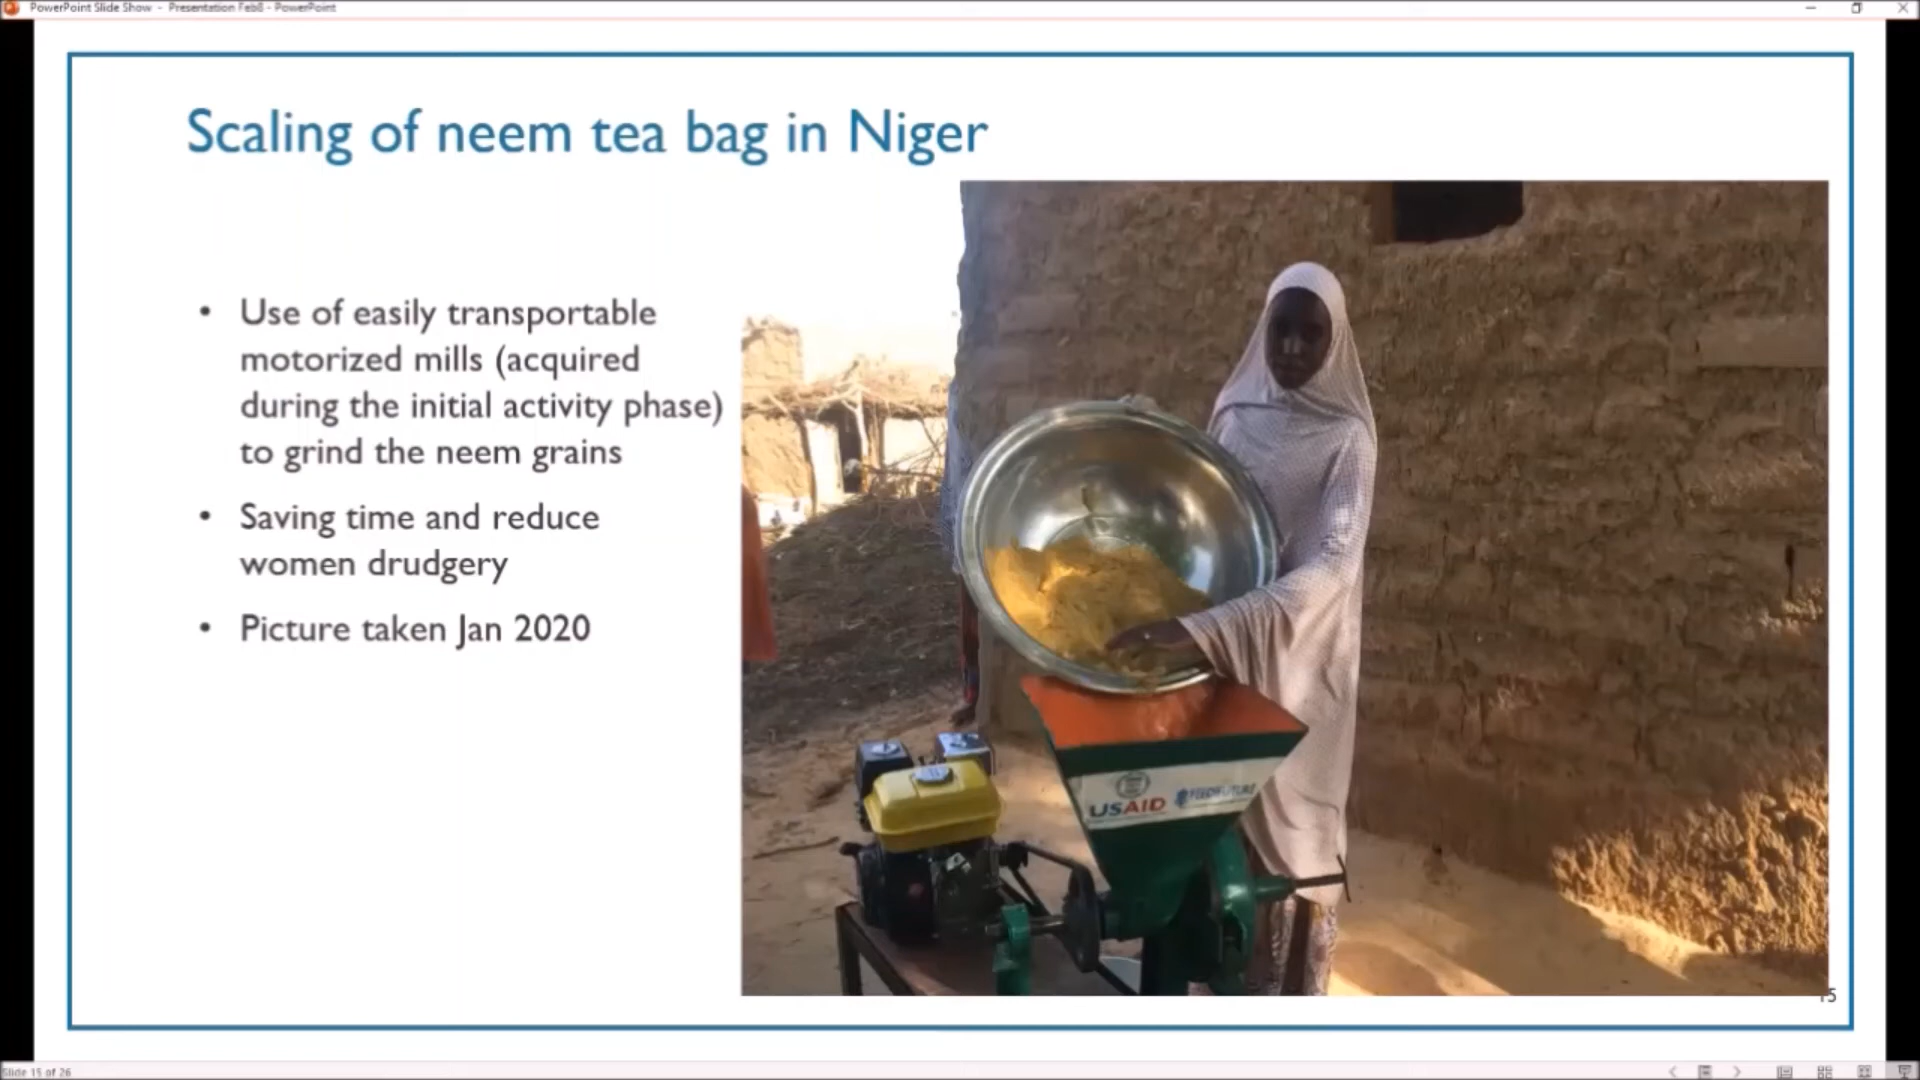 PowerPoint Slide Show - Presentation Feb8 - PowerPoint
Scaling of neem tea bag in Niger
• Use of easily transportable
motorized mills (acquired
during the initial activity phase)
to grind the neem grains
• Saving time and reduce
women drudgery
• Picture taken Jan 2020
USAID FEED FUTURE
15
Slide 15 of 26